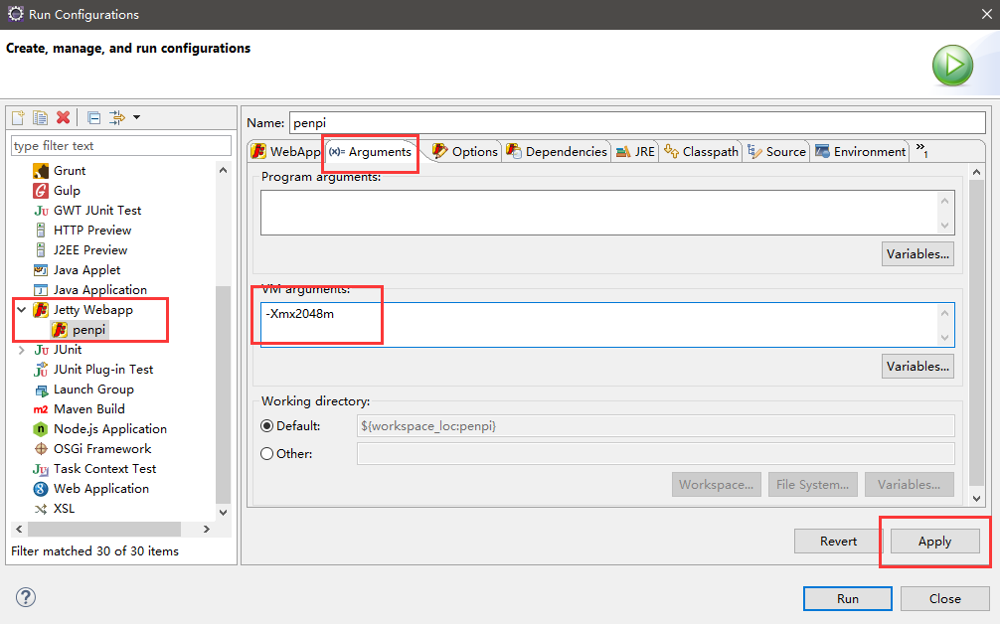 Run Configurations
Create, manage, and run configurations
type filter text
Grunt
Gulp
GWT JUnit Test
HTTP Preview
J2EE Preview
Java Applet
Java Application
Jetty Webapp
penpi
JUnit
JUnit Plug-in Test
Launch Group
Maven Build
Node.js Application
OSGi Framework
Task Context Test
Web Application
XSL
Filter matched 30 of 30 items
Name: penpi
WebApp (x)= Arguments Options Dependencies JRE Classpath Source Environment »1
Program arguments:
Variables...
VM arguments:
-Xmx2048m
Variables...
Working directory:
Default: ${workspace_loc:penpi}
Other:
Workspace... File System... Variables...
Revert Apply
Run Close